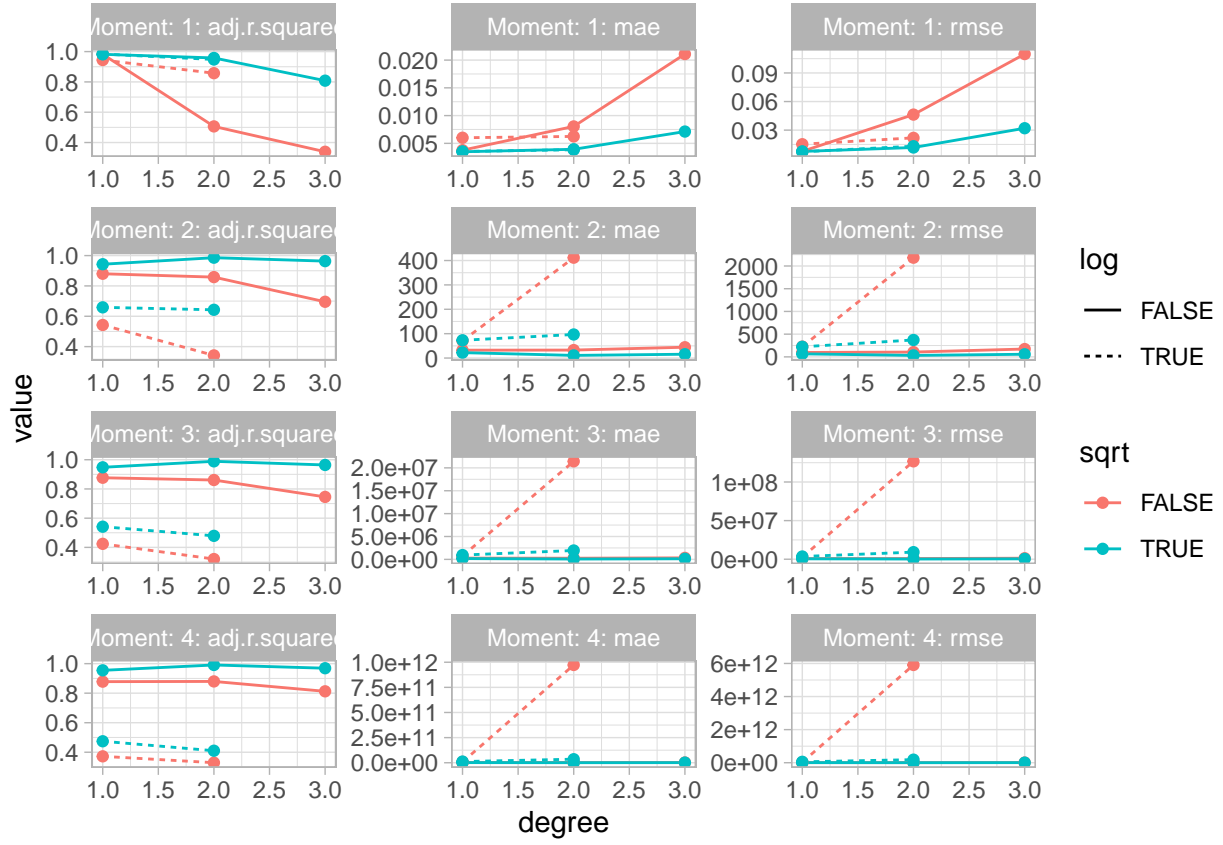 Moment: 1: adj.r.squared
Moment: 1: mae
Moment: 1: rmse
1.0
0.8
0.6
0.4
0.020
0.015
0.010
0.005
0.09
0.06
0.03
1.0 1.5 2.0 2.5 3.0
1.0 1.5 2.0 2.5 3.0
1.0 1.5 2.0 2.5 3.0
Moment: 2: adj.r.squared
Moment: 2: mae
Moment: 2: rmse
1.0
0.8
0.6
0.4
400
300
200
100
0
2000
1500
1000
500
0
1.0 1.5 2.0 2.5 3.0
1.0 1.5 2.0 2.5 3.0
1.0 1.5 2.0 2.5 3.0
Moment: 3: adj.r.squared
Moment: 3: mae
Moment: 3: rmse
1.0
0.8
0.6
0.4
2.0e+07
1.5e+07
1.0e+07
5.0e+06
0.0e+00
1e+08
5e+07
0e+00
1.0 1.5 2.0 2.5 3.0
1.0 1.5 2.0 2.5 3.0
1.0 1.5 2.0 2.5 3.0
Moment: 4: adj.r.squared
Moment: 4: mae
Moment: 4: rmse
1.0
0.8
0.6
0.4
1.0e+12
7.5e+11
5.0e+11
2.5e+11
0.0e+00
6e+12
4e+12
2e+12
0e+00
1.0 1.5 2.0 2.5 3.0
1.0 1.5 2.0 2.5 3.0
1.0 1.5 2.0 2.5 3.0
value
degree
log
FALSE
TRUE
sqrt
FALSE
TRUE